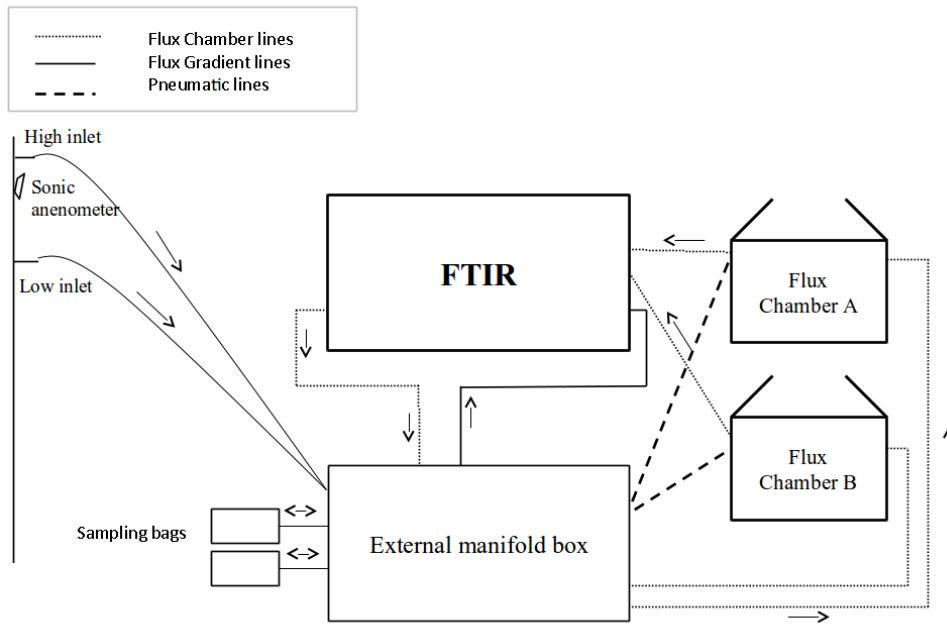 Flux Chamber lines
Flux Gradient lines
Pneumatic lines
High inlet
Sonic
anenometer
Low inlet
FTIR
Flux
Chamber A
Flux
Chamber B
Sampling bags
External manifold box